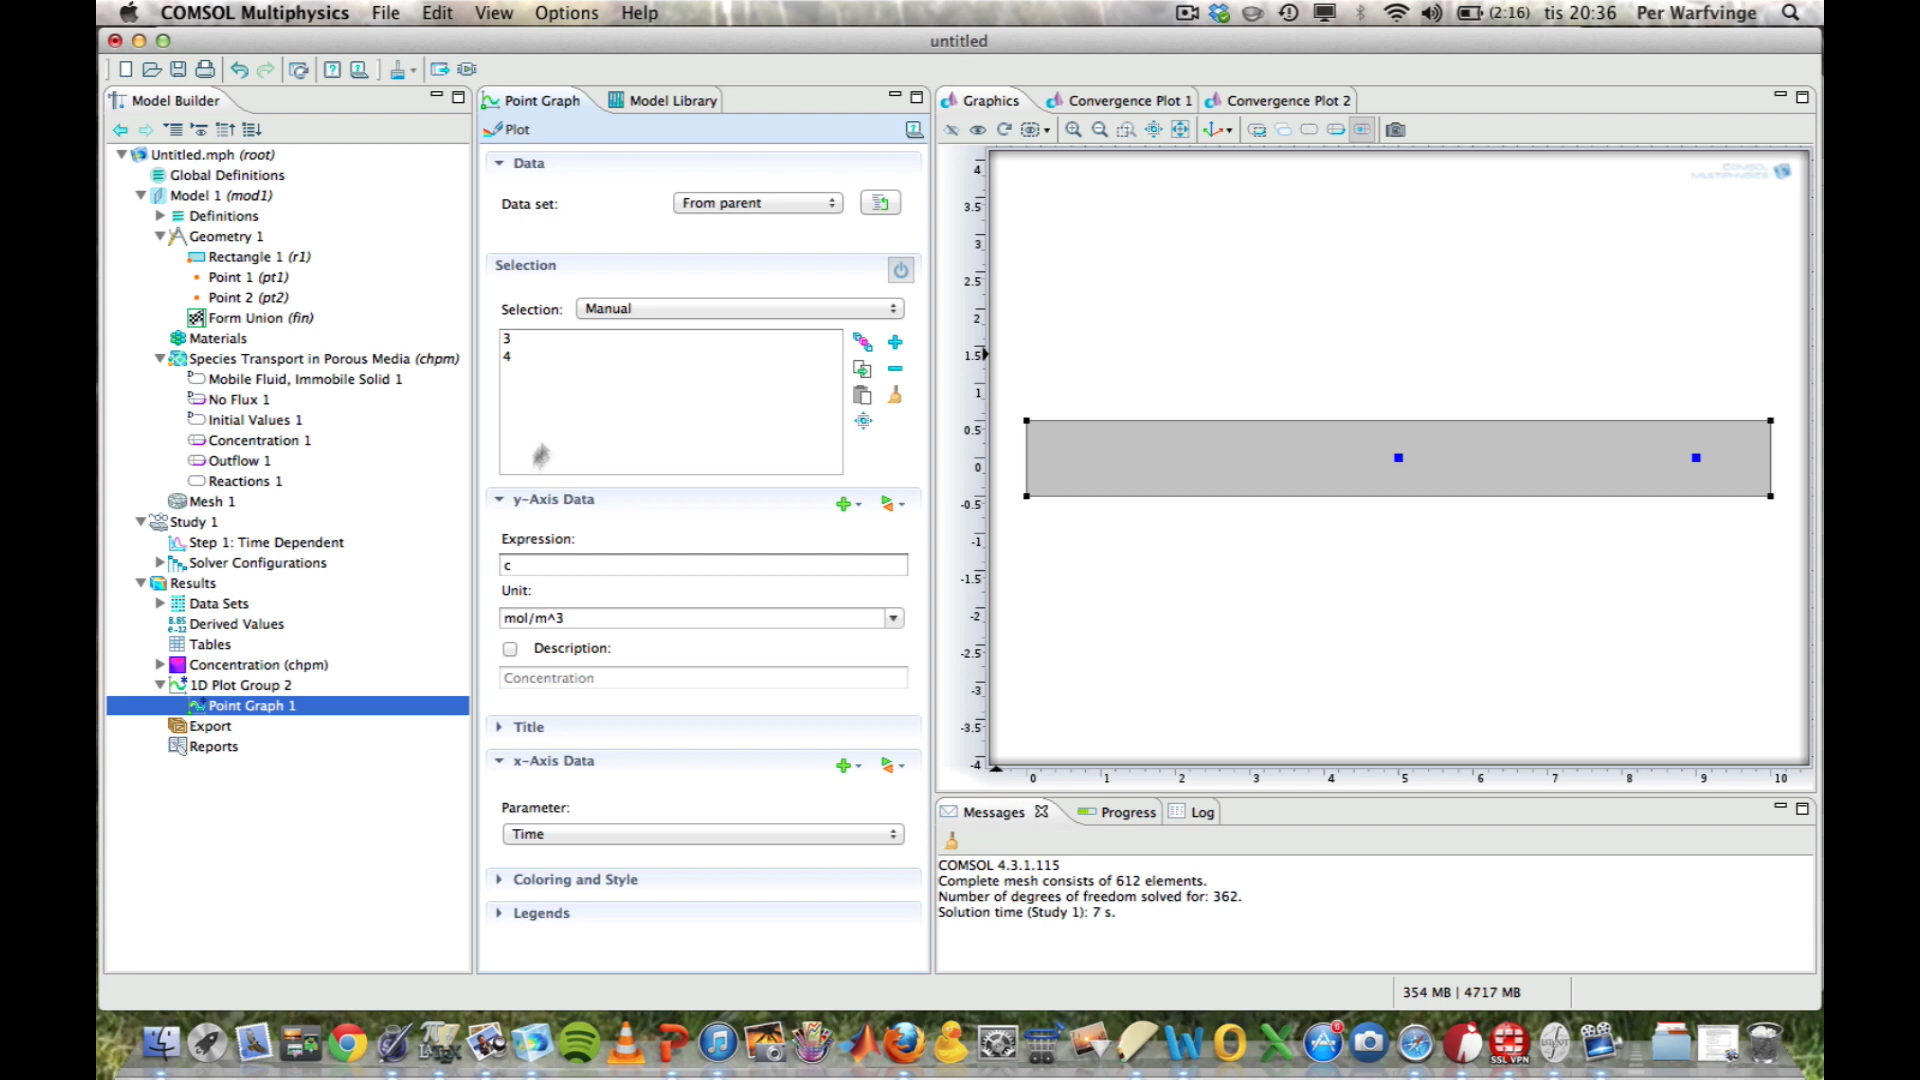 COMSOL Multiphysics File Edit View Options Help (2:16) tis 20:36 Per Warfvinge
untitled
Model Builder
Untitled.mph (root)
Global Definitions
Model 1 (mod1)
Definitions
Geometry 1
Rectangle 1 (r1)
Point 1 (pt1)
Point 2 (pt2)
Form Union (fin)
Materials
Species Transport in Porous Media (chpm)
Mobile Fluid, Immobile Solid 1
No Flux 1
Initial Values 1
Concentration 1
Outflow 1
Reactions 1
Mesh 1
Study 1
Step 1: Time Dependent
Solver Configurations
Results
Data Sets
8.85
e-12
Derived Values
Tables
Concentration (chpm)
1D Plot Group 2
Point Graph 1
Export
Reports
Point Graph Model Library
Plot
Data
Data set: From parent
Selection
Selection: Manual
3
4
y-Axis Data
Expression:
c
Unit:
mol/m^3
Description:
Concentration
Title
x-Axis Data
Parameter:
Time
Coloring and Style
Legends
Graphics Convergence Plot 1 Convergence Plot 2
COMSOL
MULTIPHYSICS
4
3.5
3
2.5
2
1.5
1
0.5
0
-0.5
-1
-1.5
-2
-2.5
-3
-3.5
-4
0 1 2 3 4 5 6 7 8 9 10
Messages Progress Log
COMSOL 4.3.1.115
Complete mesh consists of 612 elements.
Number of degrees of freedom solved for: 362.
Solution time (Study 1): 7 s.
354 MB | 4717 MB
SSL VPN